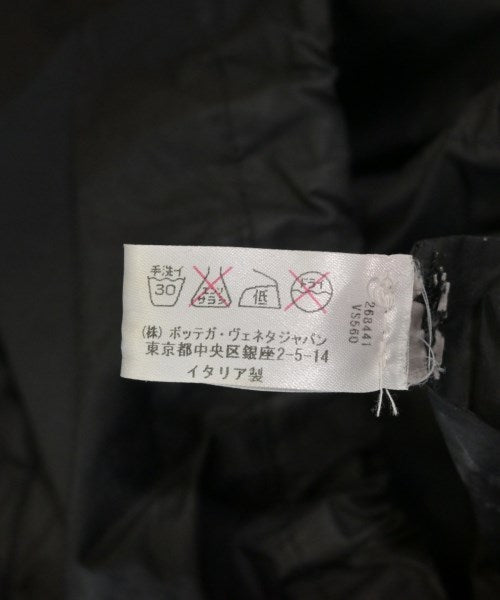 手洗イ
30
エンソ
サラシ
低
ドライ
(株) ボッテガ・ヴェネタジャパン
東京都中央区銀座2-5-14
イタリア製
268441
VS560